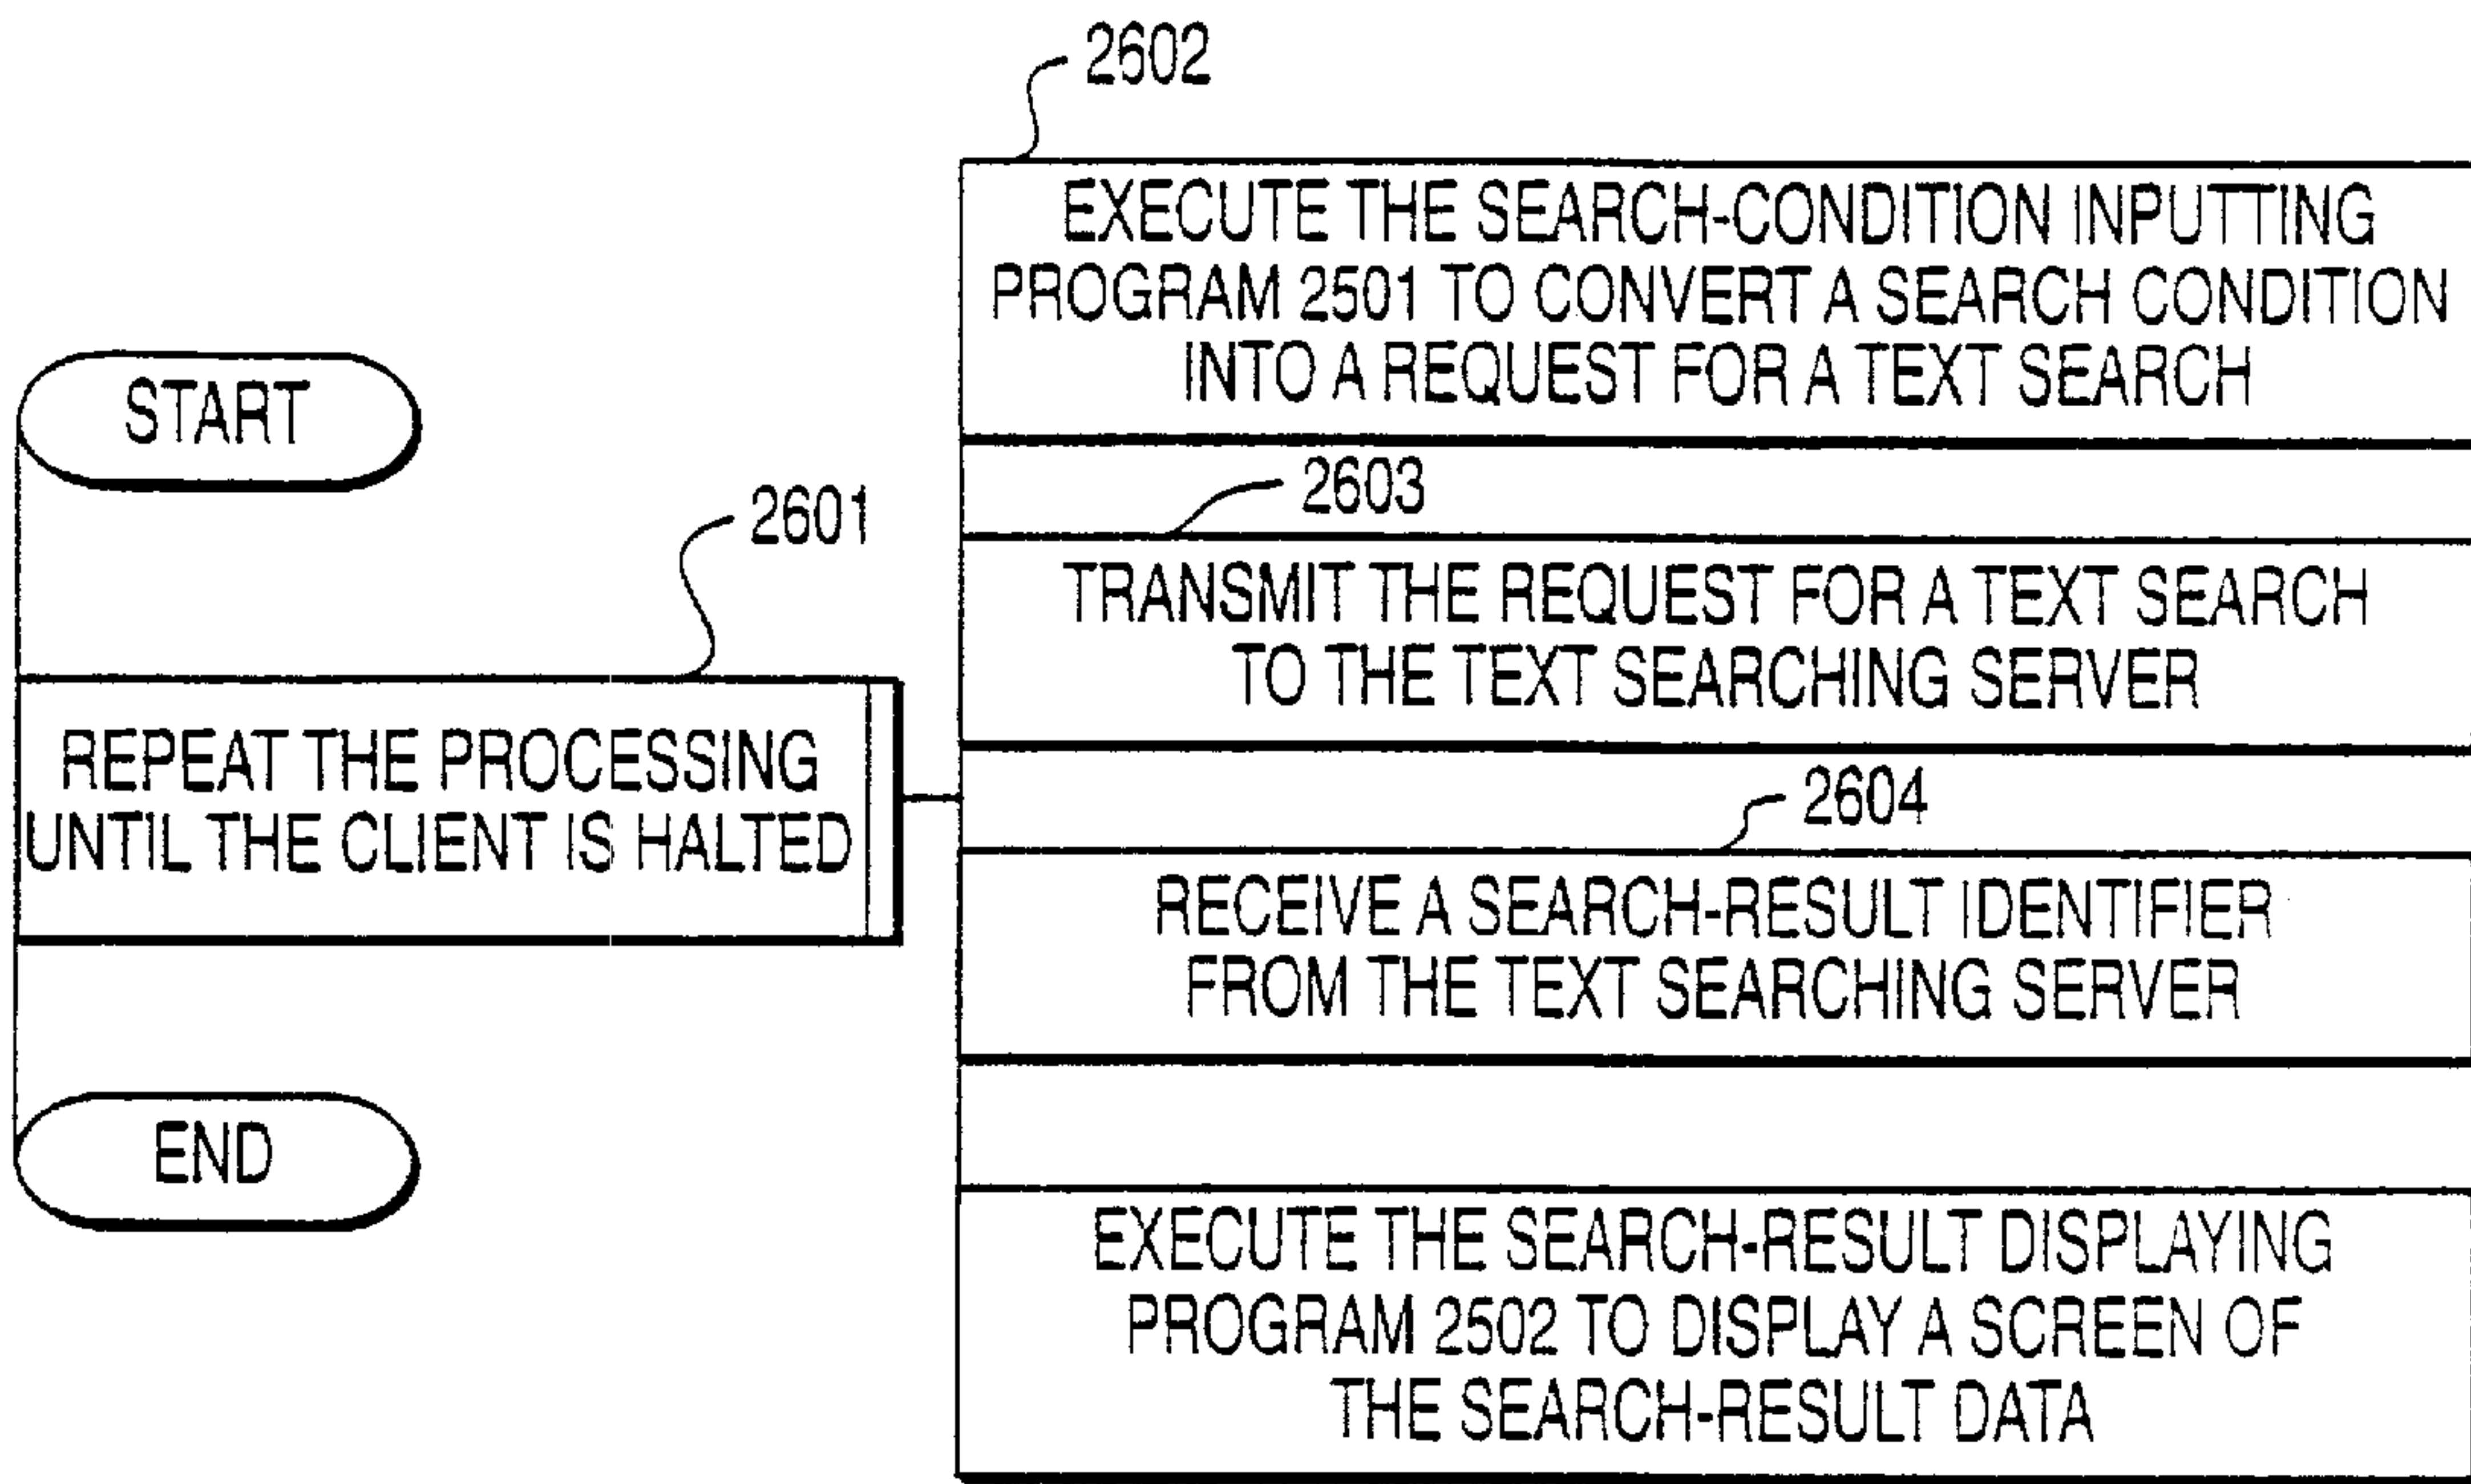 START
2601
REPEAT THE PROCESSING
UNTIL THE CLIENT IS HALTED
END
2602
EXECUTE THE SEARCH-CONDITION INPUTTING
PROGRAM 2501 TO CONVERT A SEARCH CONDITION
INTO A REQUEST FOR A TEXT SEARCH
2603
TRANSMIT THE REQUEST FOR A TEXT SEARCH
TO THE TEXT SEARCHING SERVER
2604
RECEIVE A SEARCH-RESULT IDENTIFIER
FROM THE TEXT SEARCHING SERVER
EXECUTE THE SEARCH-RESULT DISPLAYING
PROGRAM 2502 TO DISPLAY A SCREEN OF
THE SEARCH-RESULT DATA